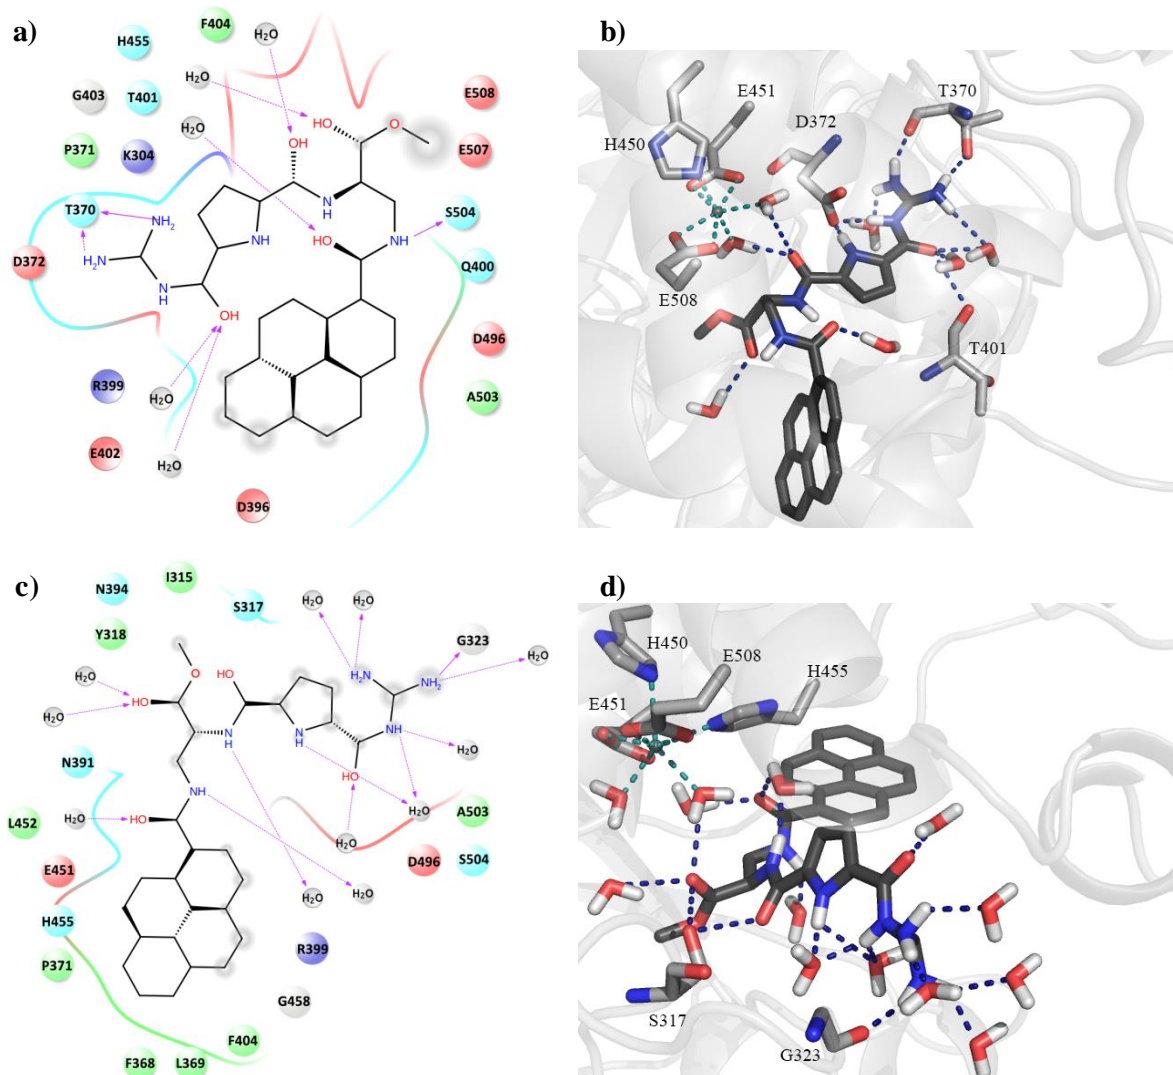 a)
F404
H₂O
H455
H₂O
G403
T401
E508
HO
O
OH
H₂O
P371
K304
E507
N
H
T370
NH₂
NH
HO
NH
S504
H₂N
D372
NH
Q400
OH
D496
R399
H₂O
A503
E402
H₂O
D396
b)
E451
T370
D372
H450
E508
T401
c)
I315
N394
S317
H₂O
H₂O
Y318
G323
H₂O
H₂O
O
HO
H₂N
NH₂
HO
H₂O
N
H
N
H
NH
H₂O
N391
HO
NH
H₂O
A503
L452
H₂O
HO
H₂O
D496
S504
E451
H₂O
H₂O
H455
R399
P371
G458
F404
F368
L369
d)
H450
E508
H455
E451
S317
G323